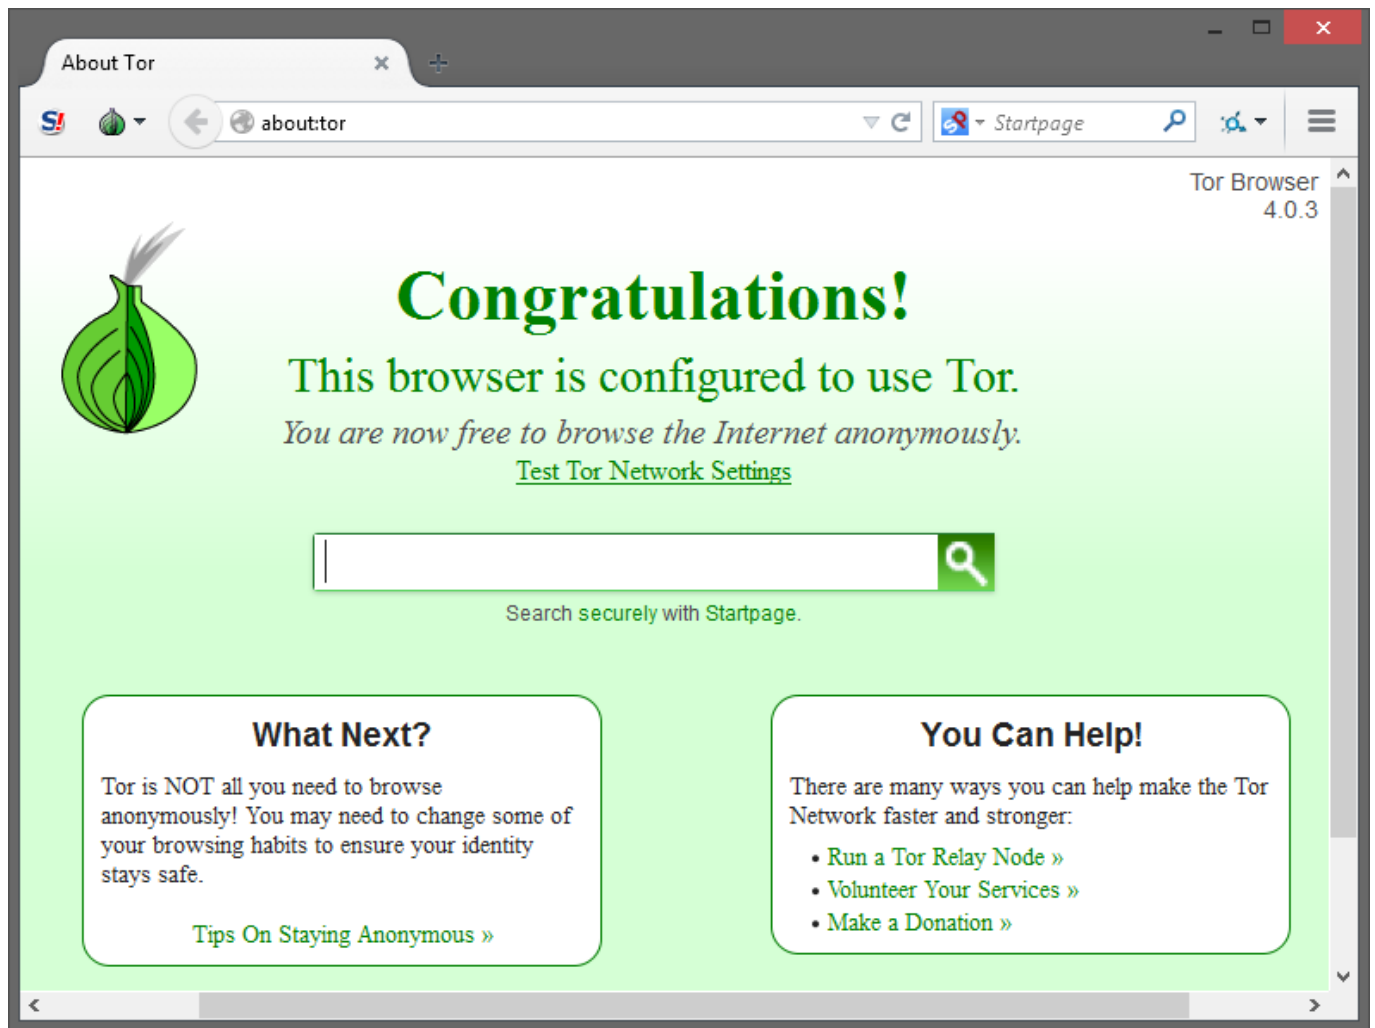 About Tor
S!
about:tor
Startpage
Tor Browser
4.0.3
Congratulations!
This browser is configured to use Tor.
You are now free to browse the Internet anonymously.
Test Tor Network Settings
Search securely with Startpage.
What Next?
Tor is NOT all you need to browse
anonymously! You may need to change some of
your browsing habits to ensure your identity
stays safe.
Tips On Staying Anonymous »
You Can Help!
There are many ways you can help make the Tor
Network faster and stronger:
• Run a Tor Relay Node »
• Volunteer Your Services »
• Make a Donation »